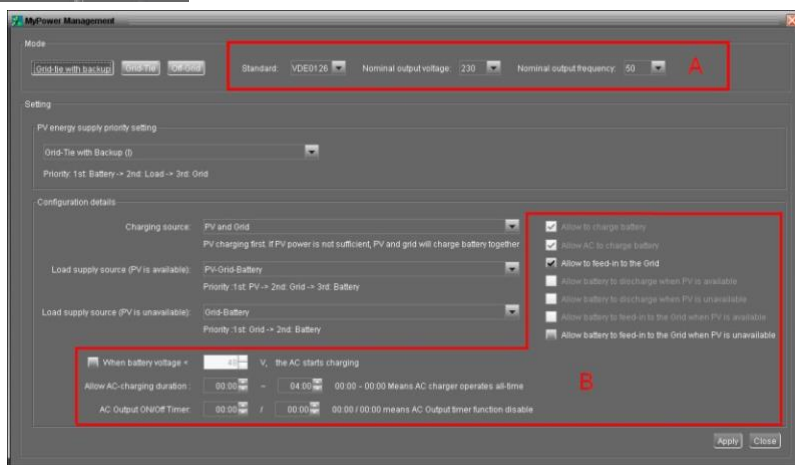 MyPower Management
Mode
Grid-tie with backup Grid-Tie Off-Grid Standard: VDE0126 Nominal output voltage: 230 Nominal output frequency: 50 A
Setting
PV energy supply priority setting
Grid-Tie with Backup (I)
Priority: 1st: Battery -> 2nd: Load -> 3rd: Grid
Configuration details
Charging source: PV and Grid
PV charging first. If PV power is not sufficient, PV and grid will charge battery together
Load supply source (PV is available): PV-Grid-Battery
Priority :1st: PV-> 2nd: Grid -> 3rd: Battery
Load supply source (PV is unavailable): Grid-Battery
Priority :1st: Grid -> 2nd: Battery
Allow to charge battery
Allow AC to charge battery
Allow to feed-in to the Grid
Allow battery to discharge when PV is available
Allow battery to discharge when PV is unavailable
Allow battery to feed-in to the Grid when PV is available
Allow battery to feed-in to the Grid when PV is unavailable
When battery voltage < V, the AC starts charging
Allow AC-charging duration : 00:00 ~ 04:00 00:00 - 00:00 Means AC charger operates all-time
AC Output ON/Off Timer: 00:00 / 00:00 00:00 / 00:00 means AC Output timer function disable
B
Apply Close